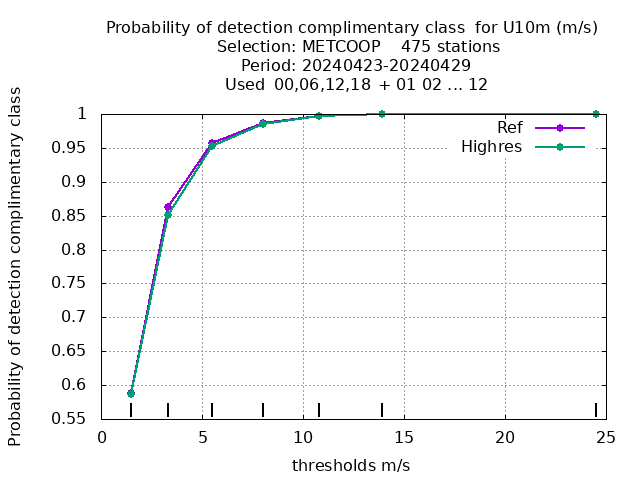 Probability of detection complimentary class  for U10m (m/s)
Selection: METCOOP    475 stations
Period: 20240423-20240429
Used  00,06,12,18 + 01 02 ... 12
Probability of detection complimentary class
1
0.95
0.9
0.85
0.8
0.75
0.7
0.65
0.6
0.55
Ref
Highres
0 5 10 15 20 25
thresholds m/s